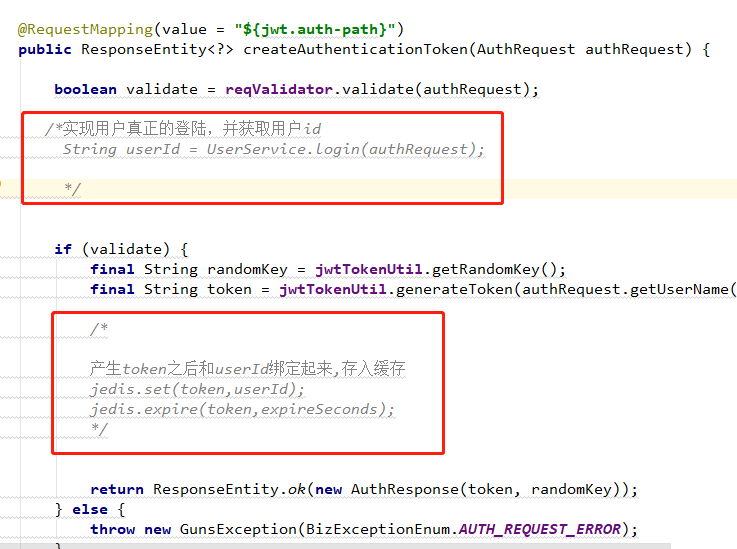 @RequestMapping(value = "${jwt.auth-path}")
public ResponseEntity<?> createAuthenticationToken(AuthRequest authRequest) {
boolean validate = reqValidator.validate(authRequest);
/*实现用户真正的登陆，并获取用户id
String userId = UserService.login(authRequest);
*/
if (validate) {
final String randomKey = jwtTokenUtil.getRandomKey();
final String token = jwtTokenUtil.generateToken(authRequest.getUserName(
/*
产生token之后和userId绑定起来,存入缓存
jedis.set(token,userId);
jedis.expire(token,expireSeconds);
*/
return ResponseEntity.ok(new AuthResponse(token, randomKey));
} else {
throw new GunsException(BizExceptionEnum.AUTH_REQUEST_ERROR);
}